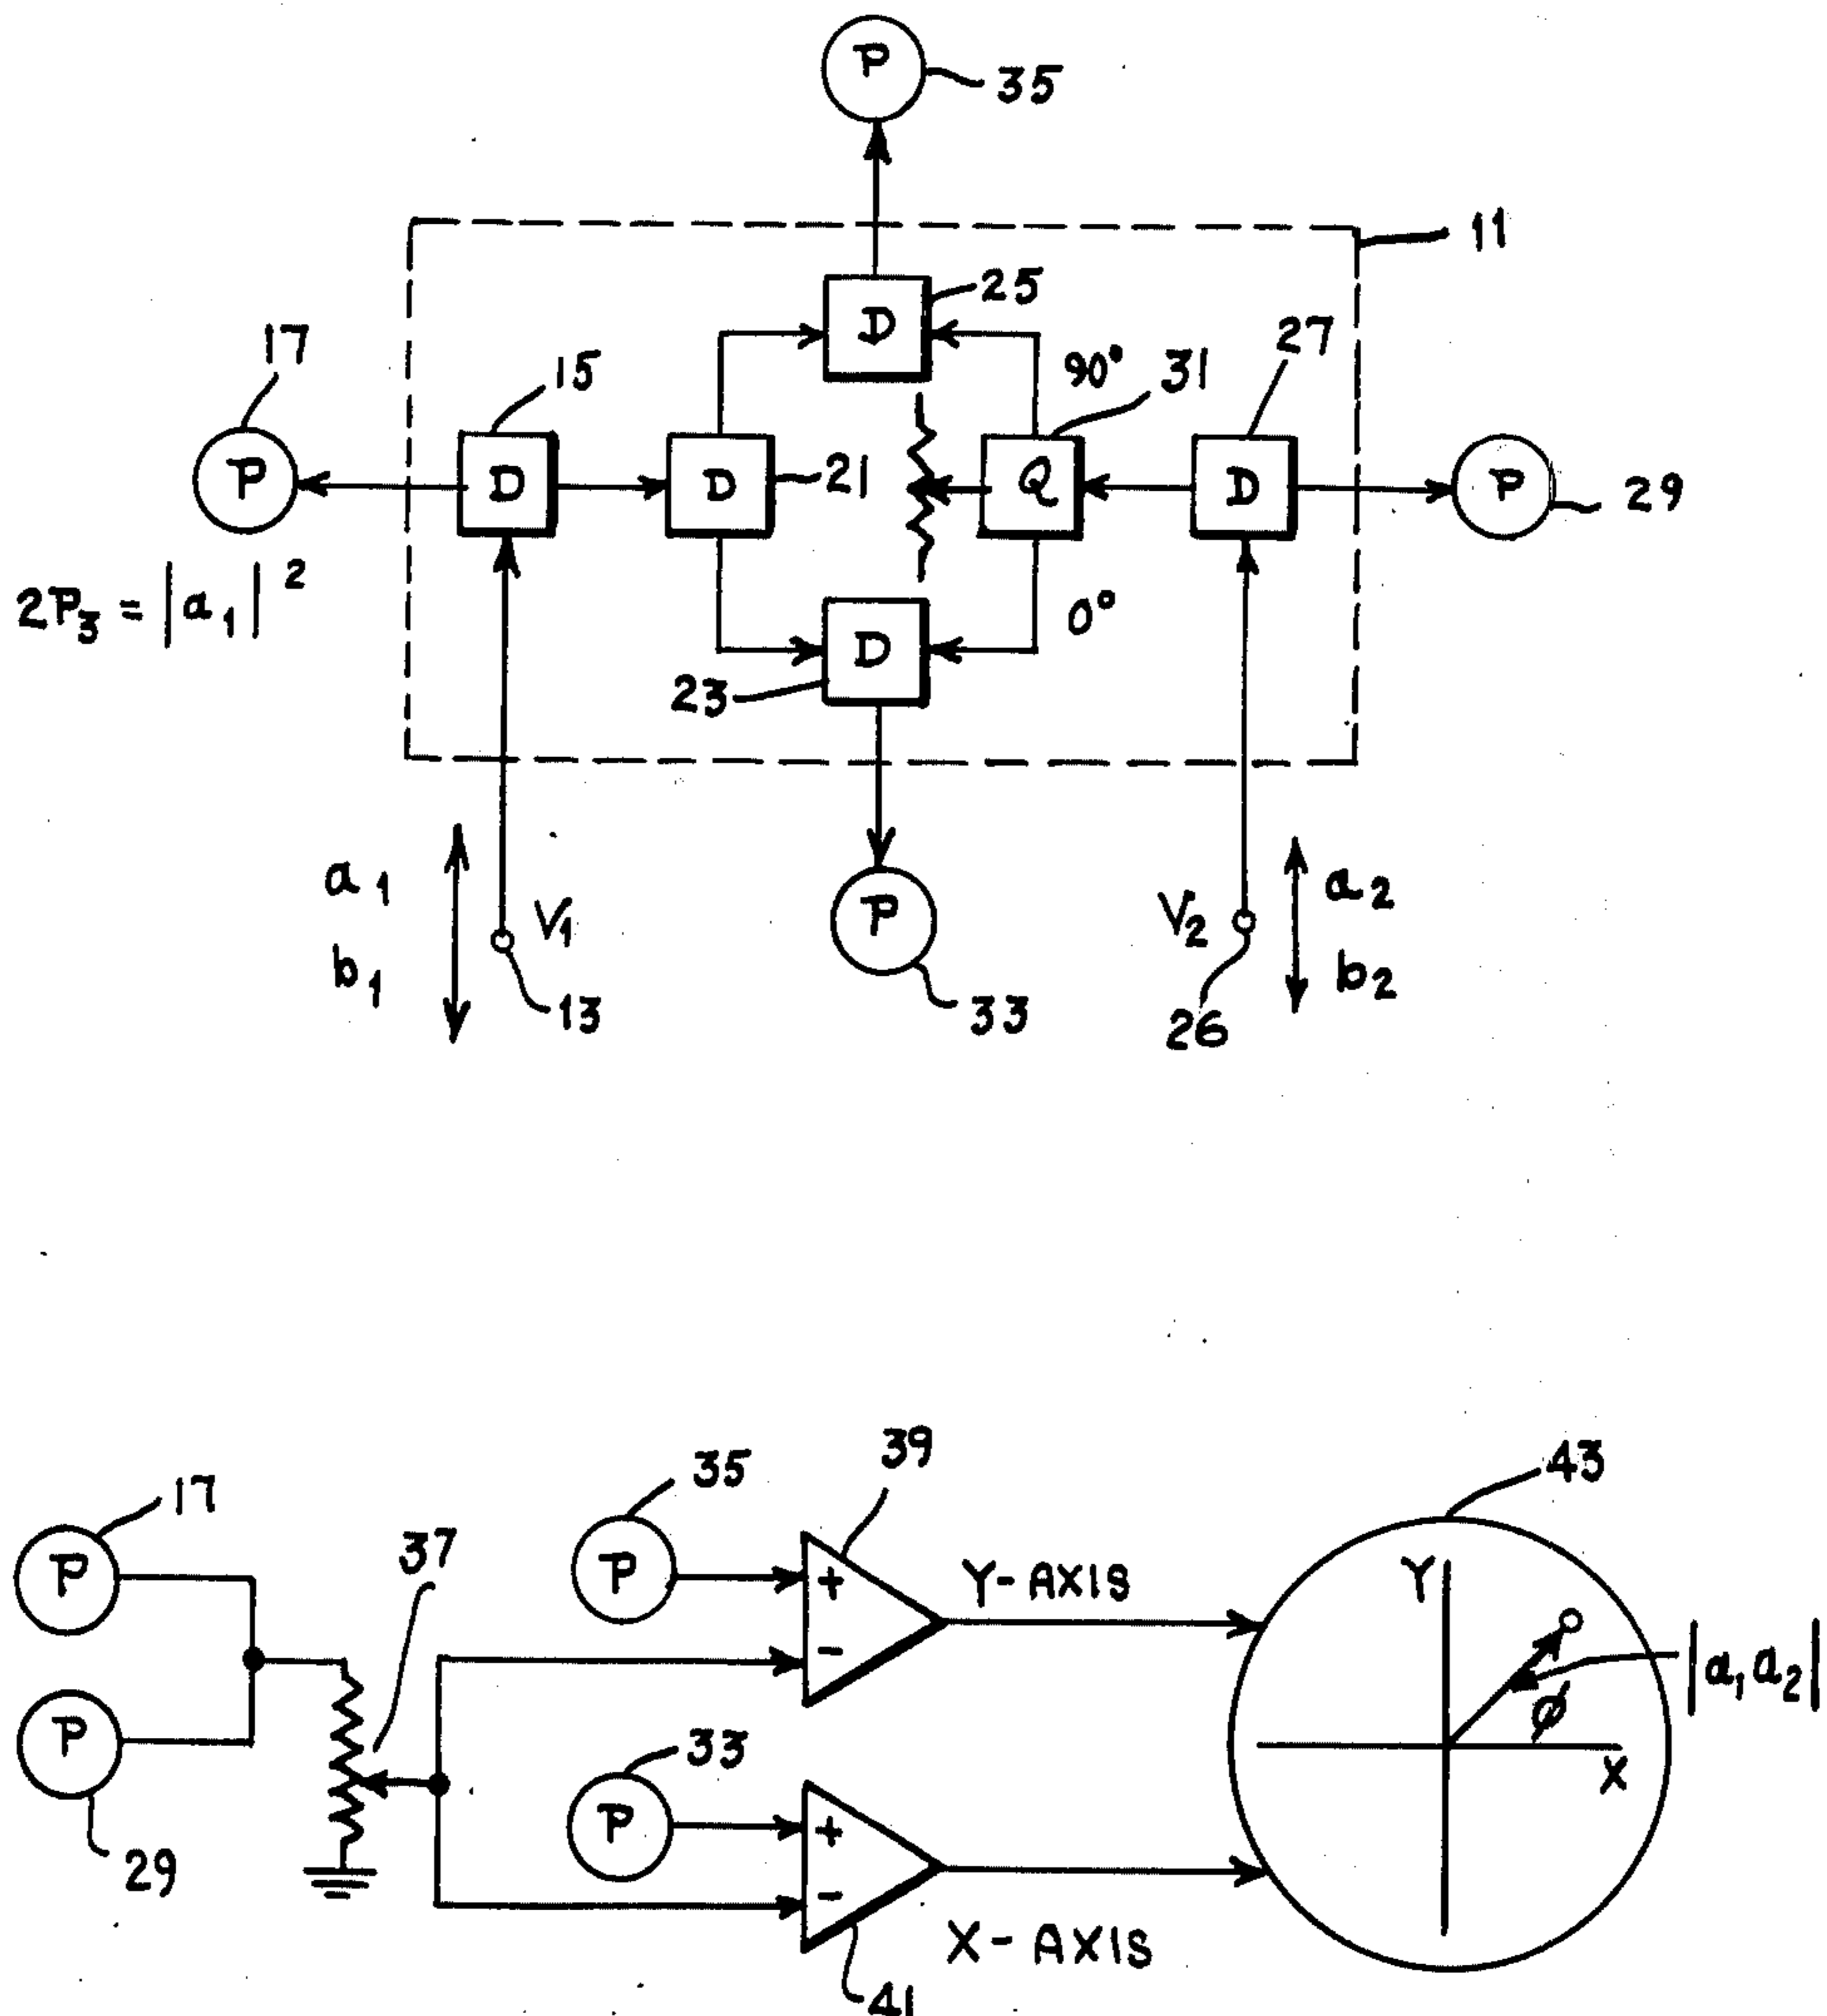 P
35
11
D
25
27
17
15
90°
31
P
D
D
21
Q
D
P
29
2P₃ = |a₁|²
0°
D
23
a₁
V₁
P
V₂
a₂
b₁
b₂
13
33
26
39
43
35
17
37
P
P
+
Y-AXIS
Y
−
|a₁a₂|
φ
P
33
X
P
+
29
−
X-AXIS
41